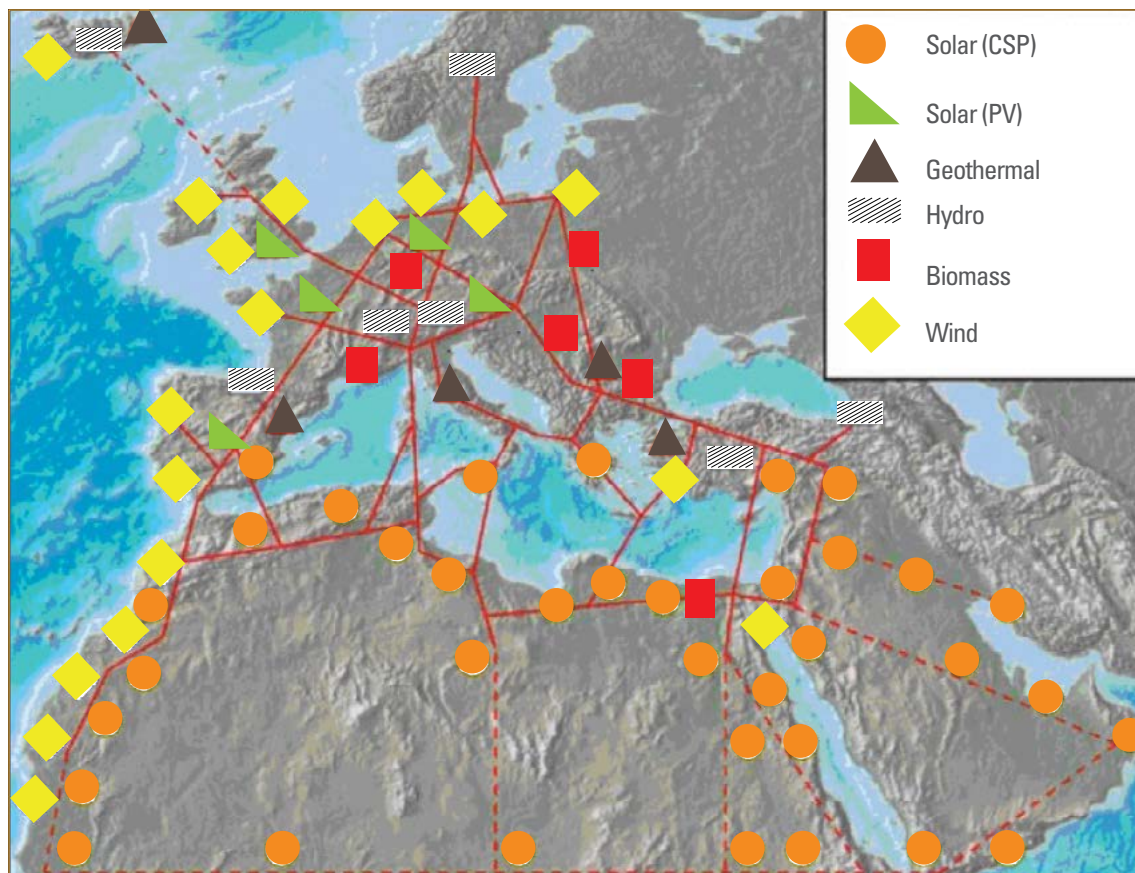 Solar (CSP)
Solar (PV)
Geothermal
Hydro
Biomass
Wind